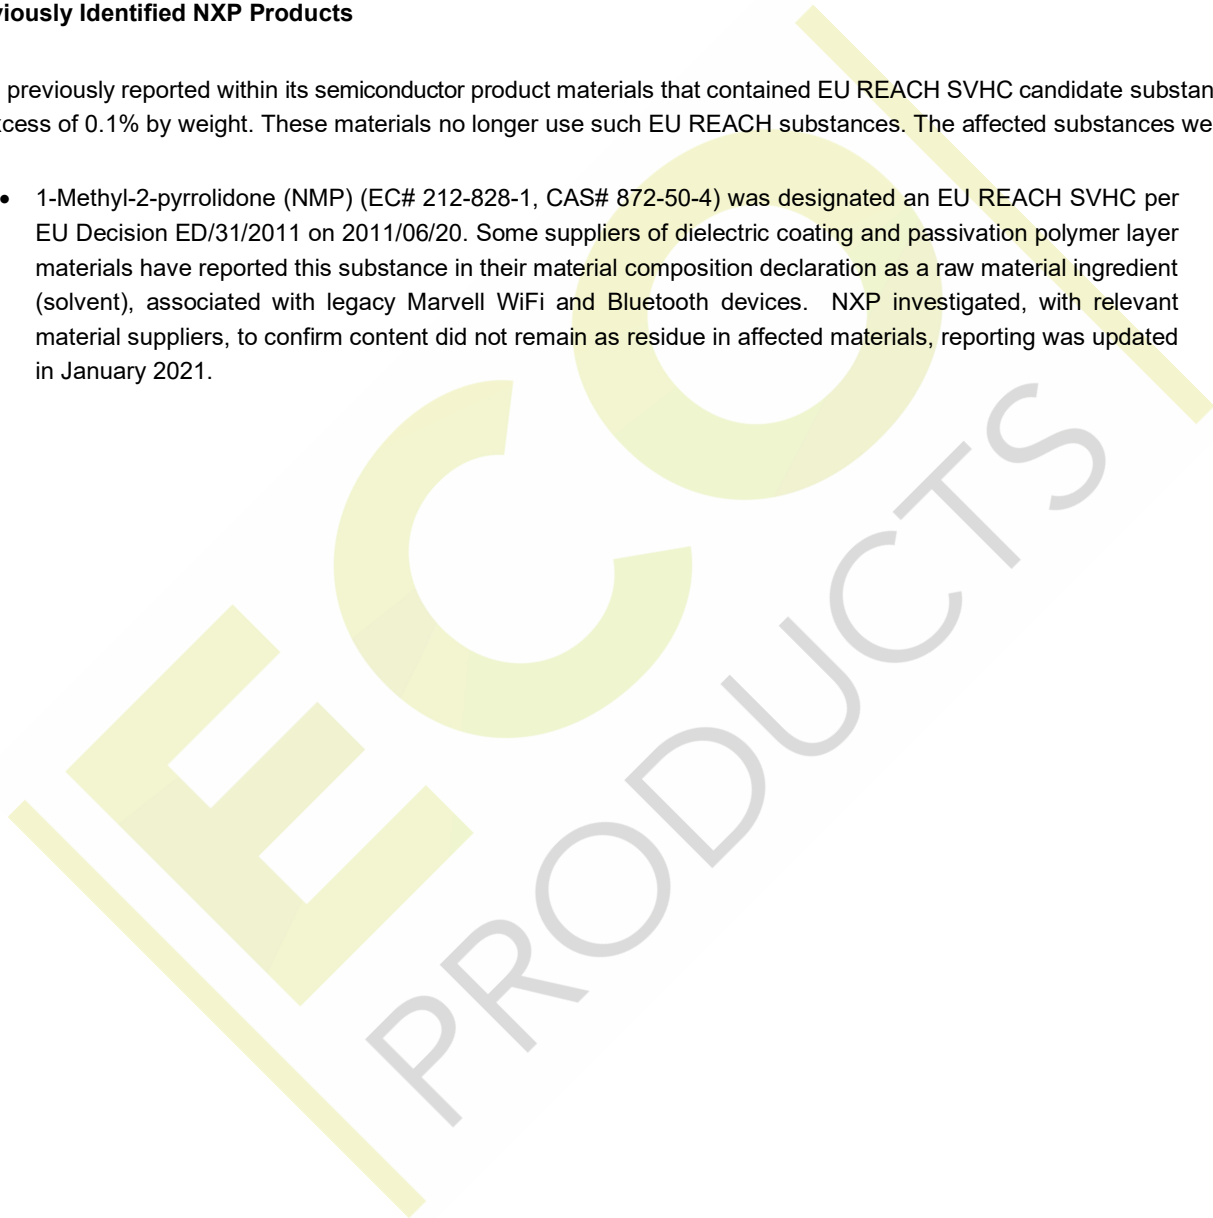 viously Identified NXP Products
previously reported within its semiconductor product materials that contained EU REACH SVHC candidate substan
xcess of 0.1% by weight. These materials no longer use such EU REACH substances. The affected substances we
• 1-Methyl-2-pyrrolidone (NMP) (EC# 212-828-1, CAS# 872-50-4) was designated an EU REACH SVHC per
EU Decision ED/31/2011 on 2011/06/20. Some suppliers of dielectric coating and passivation polymer layer
materials have reported this substance in their material composition declaration as a raw material ingredient
(solvent), associated with legacy Marvell WiFi and Bluetooth devices. NXP investigated, with relevant
material suppliers, to confirm content did not remain as residue in affected materials, reporting was updated
in January 2021.
ECO
PRODUCTS